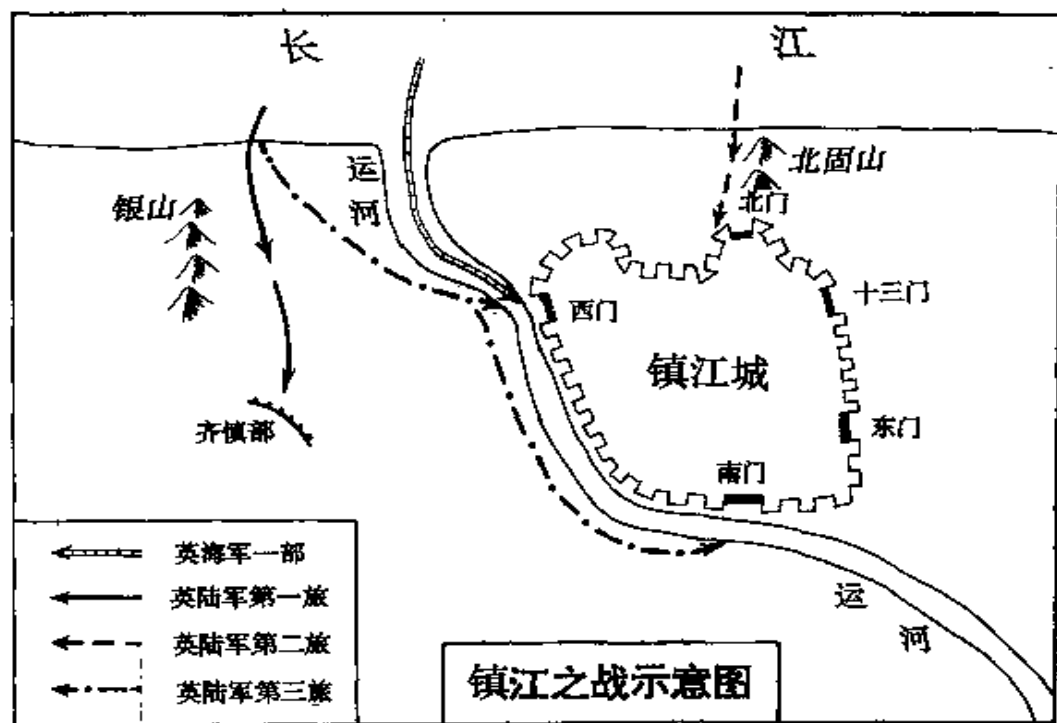 长 江
运河
北固山
北门
银山
西门
十三门
镇江城
齐慎部
东门
南门
运河
英海军一部
英陆军第一旅
英陆军第二旅
英陆军第三旅
镇江之战示意图